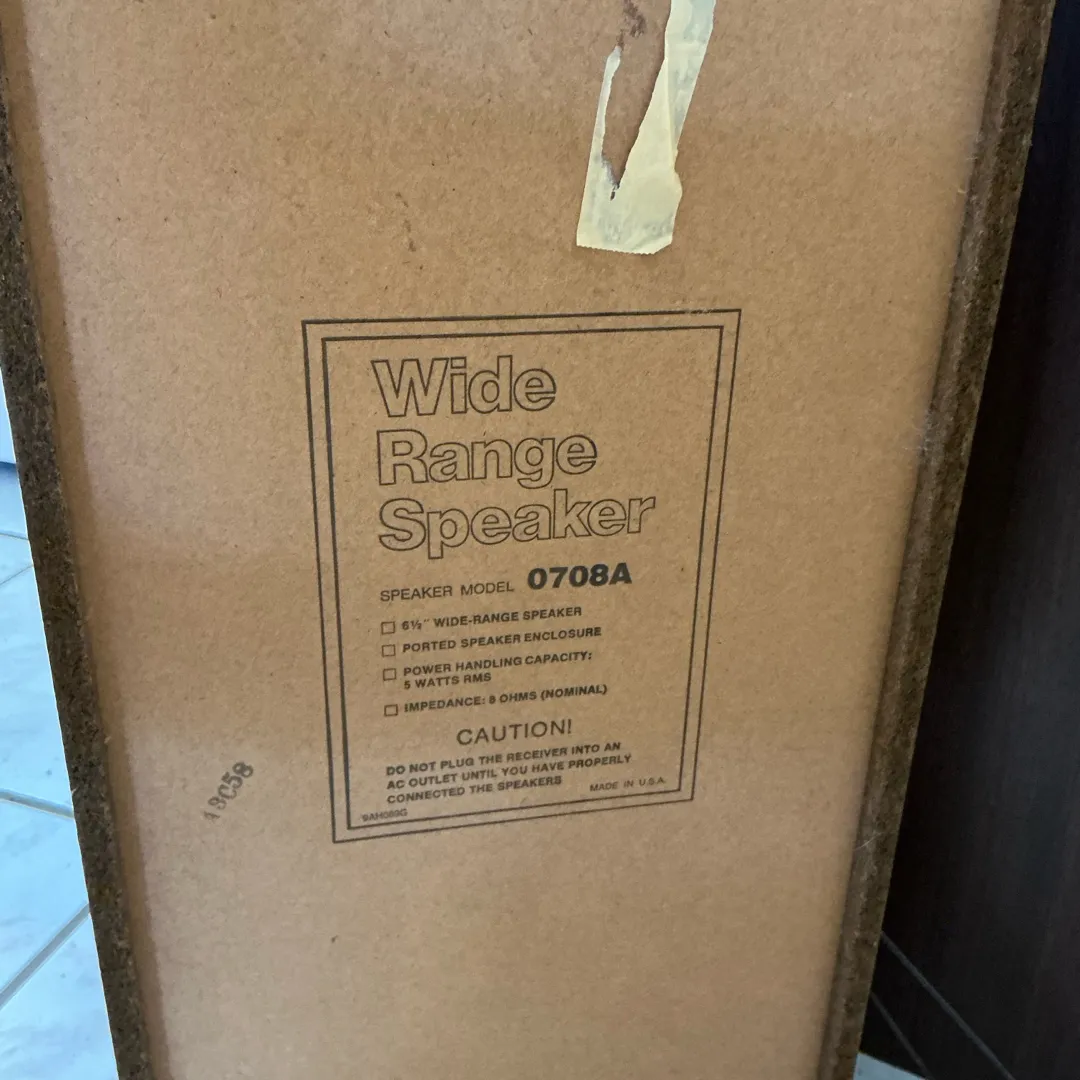 Wide
Range
Speaker
SPEAKER MODEL 0708A
☐ 6½" WIDE-RANGE SPEAKER
☐ PORTED SPEAKER ENCLOSURE
☐ POWER HANDLING CAPACITY:
5 WATTS RMS
☐ IMPEDANCE: 8 OHMS (NOMINAL)
CAUTION!
DO NOT PLUG THE RECEIVER INTO AN
AC OUTLET UNTIL YOU HAVE PROPERLY
CONNECTED THE SPEAKERS
MADE IN U.S.A.